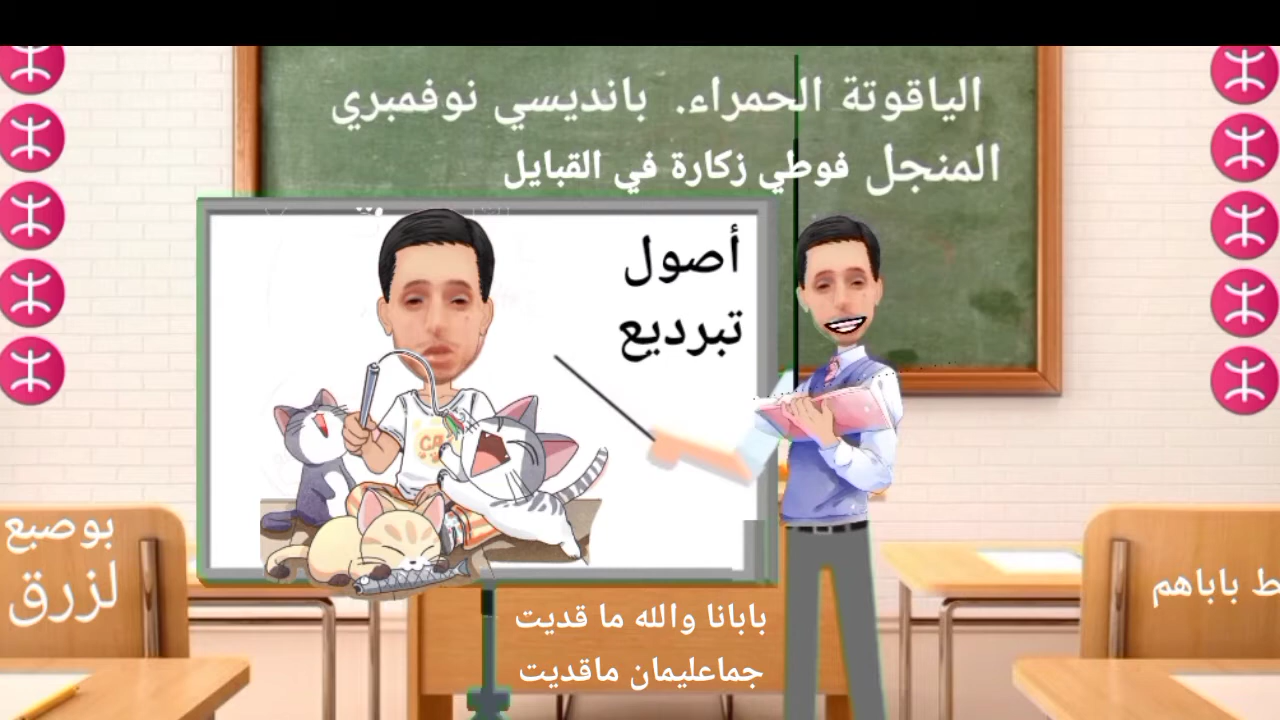 الياقوتة الحمراء. بانديسي نوفمبري
المنجل فوطي زكارة في القبايل
أصول
تبرديع
بوصبع
لزرق
ط باباهم
بابانا والله ما قديت
جماعليمان ماقديت